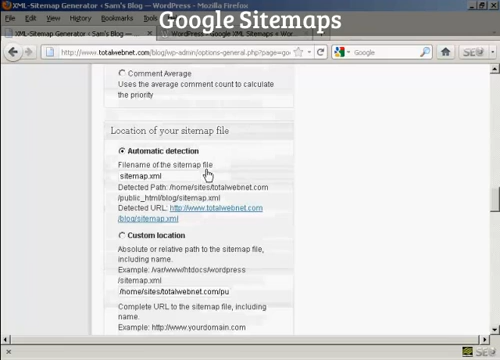 XML-Sitemap Generator ‹ Sam's Blog — WordPress - Mozilla Firefox
Google Sitemaps
File Edit View History Bookmarks Tools Help
XML-Sitemap Generator ‹ Sam's Blog — W...
WordPress › Google XML Sitemaps « Wo...
http://www.totalwebnet.com/blog/wp-admin/options-general.php?page=goo
Google
Comment Average
Uses the average comment count to calculate
the priority
Location of your sitemap file
Automatic detection
Filename of the sitemap file
sitemap.xml
Detected Path: /home/sites/totalwebnet.com
/public_html/blog/sitemap.xml
Detected URL: http://www.totalwebnet.com
/blog/sitemap.xml
Custom location
Absolute or relative path to the sitemap file,
including name.
Example: /var/www/htdocs/wordpress
/sitemap.xml
/home/sites/totalwebnet.com/pu
Complete URL to the sitemap file, including
name.
Example: http://www.yourdomain.com